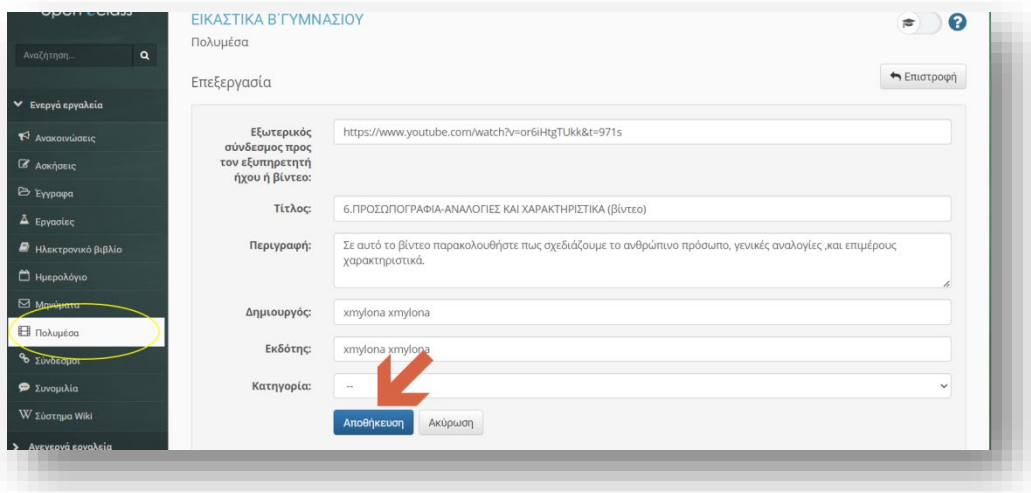 open eclass
ΕΙΚΑΣΤΙΚΑ Β΄ΓΥΜΝΑΣΙΟΥ
Πολυμέσα
Αναζήτηση...
Επεξεργασία
Επιστροφή
Ενεργά εργαλεία
Ανακοινώσεις
Ασκήσεις
Έγγραφα
Εργασίες
Ηλεκτρονικό βιβλίο
Ημερολόγιο
Μηνύματα
Πολυμέσα
Σύνδεσμοι
Συνομιλία
Σύστημα Wiki
Ανενεργά εργαλεία
Εξωτερικός
σύνδεσμος προς
τον εξυπηρετητή
ήχου ή βίντεο:
https://www.youtube.com/watch?v=or6iHtgTUkk&t=971s
Τίτλος:
6.ΠΡΟΣΩΠΟΓΡΑΦΙΑ-ΑΝΑΛΟΓΙΕΣ ΚΑΙ ΧΑΡΑΚΤΗΡΙΣΤΙΚΑ (βίντεο)
Περιγραφή:
Σε αυτό το βίντεο παρακολουθήστε πως σχεδιάζουμε το ανθρώπινο πρόσωπο, γενικές αναλογίες ,και επιμέρους
χαρακτηριστικά.
Δημιουργός:
xmylona xmylona
Εκδότης:
xmylona xmylona
Κατηγορία:
--
Αποθήκευση
Ακύρωση